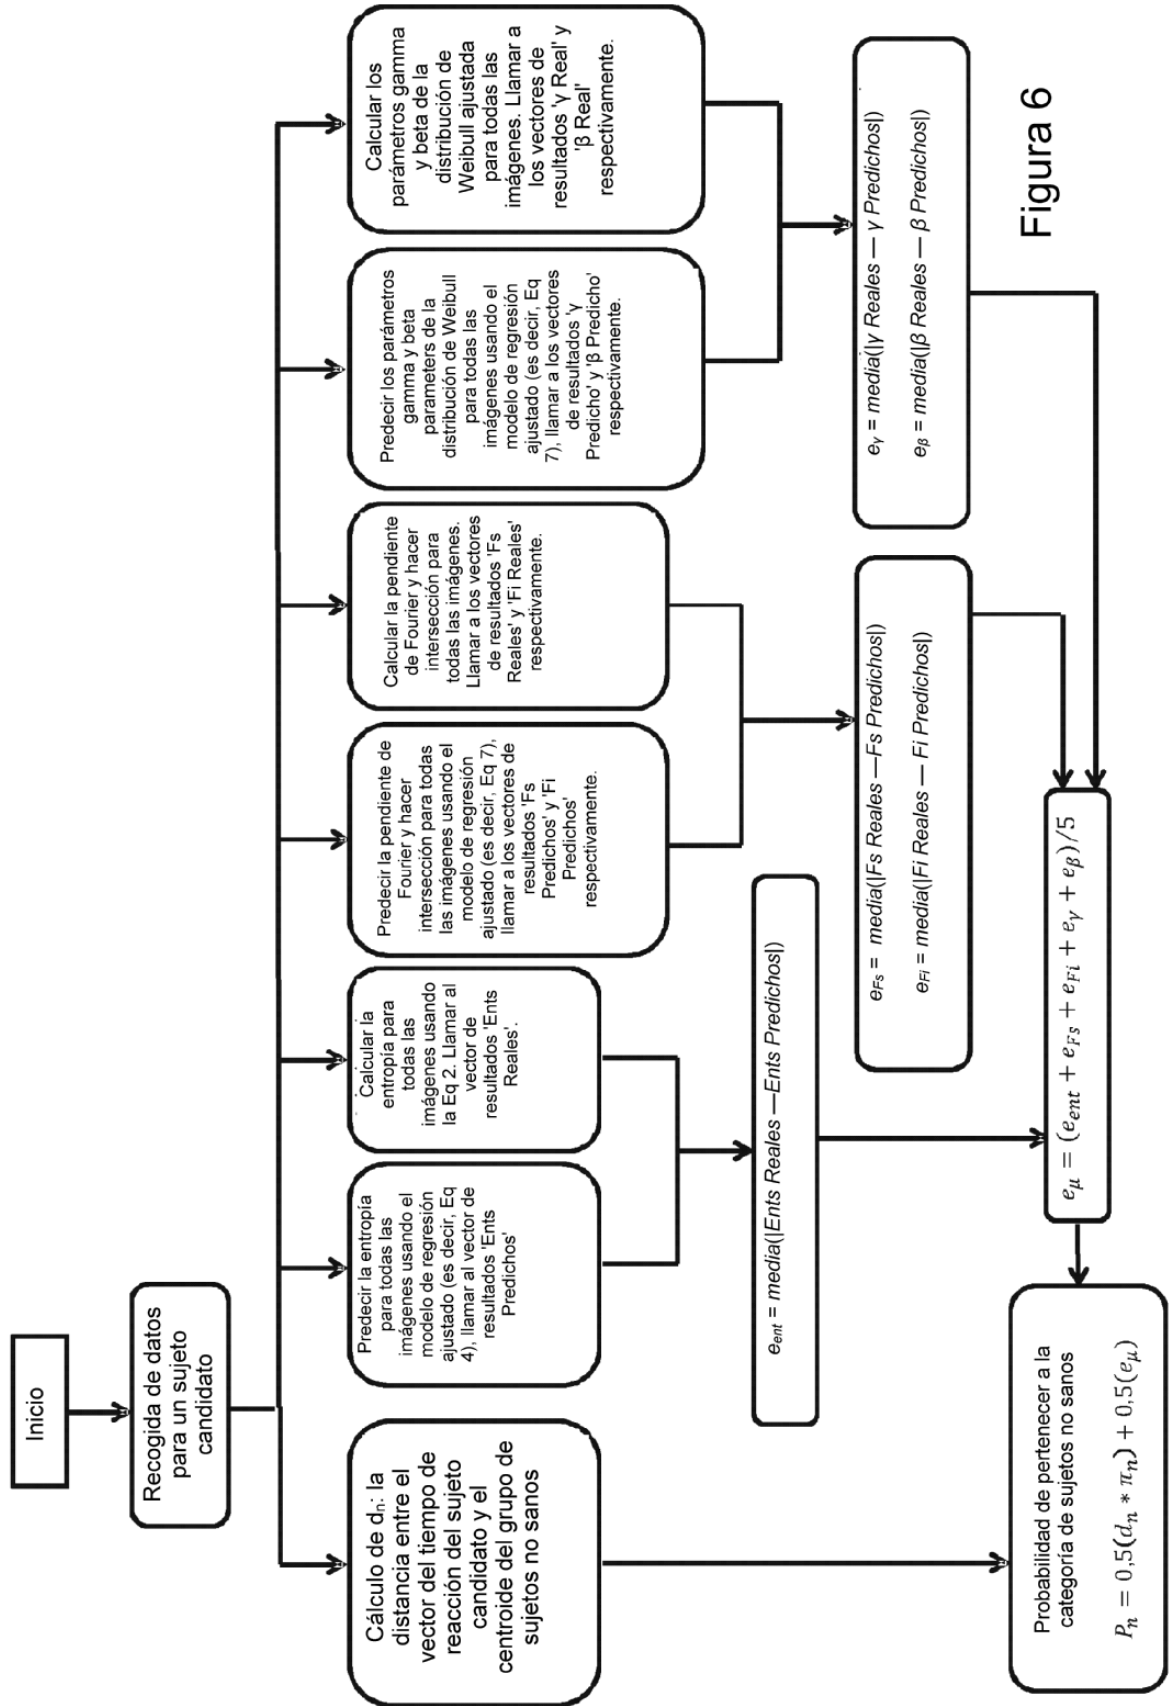 Inicio
Recogida de datos
para un sujeto
candidato
Cálculo de dₙ: la
distancia entre el
vector del tiempo de
reacción del sujeto
candidato y el
centroide del grupo de
sujetos no sanos
Predecir la entropía
para todas las
imágenes usando el
modelo de regresión
ajustado (es decir, Eq
4), llamar al vector de
resultados 'Ents
Predichos'
Calcular la
entropía para
todas las
imágenes usando
la Eq 2. Llamar al
vector de
resultados 'Ents
Reales'.
Predecir la pendiente de
Fourier y hacer
intersección para todas
las imágenes usando el
modelo de regresión
ajustado (es decir, Eq 7),
llamar a los vectores de
resultados 'Fs
Predichos' y 'Fi
Predichos'
respectivamente.
Calcular la pendiente
de Fourier y hacer
intersección para
todas las imágenes.
Llamar a los vectores
de resultados 'Fs
Reales' y 'Fi Reales'
respectivamente.
Predecir los parámetros
gamma y beta
parameters de la
distribución de Weibull
para todas las
imágenes usando el
modelo de regresión
ajustado (es decir, Eq
7), llamar a los vectores
de resultados 'γ
Predicho' y 'β Predicho'
respectivamente.
Calcular los
parámetros gamma
y beta de la
distribución de
Weibull ajustada
para todas las
imágenes. Llamar a
los vectores de
resultados 'γ Real' y
'β Real'
respectivamente.
e_ent = media(|Ents Reales —Ents Predichos|)
e_Fs = media(|Fs Reales —Fs Predichos|)
e_Fi = media(|Fi Reales — Fi Predichos|)
e_γ = media(|γ Reales — γ Predichos|)
e_β = media(|β Reales — β Predichos|)
e_μ = (e_ent + e_Fs + e_Fi + e_γ + e_β)/5
Probabilidad de pertenecer a la
categoría de sujetos no sanos
P_n = 0,5(d_n * π_n) + 0,5(e_μ)
Figura 6